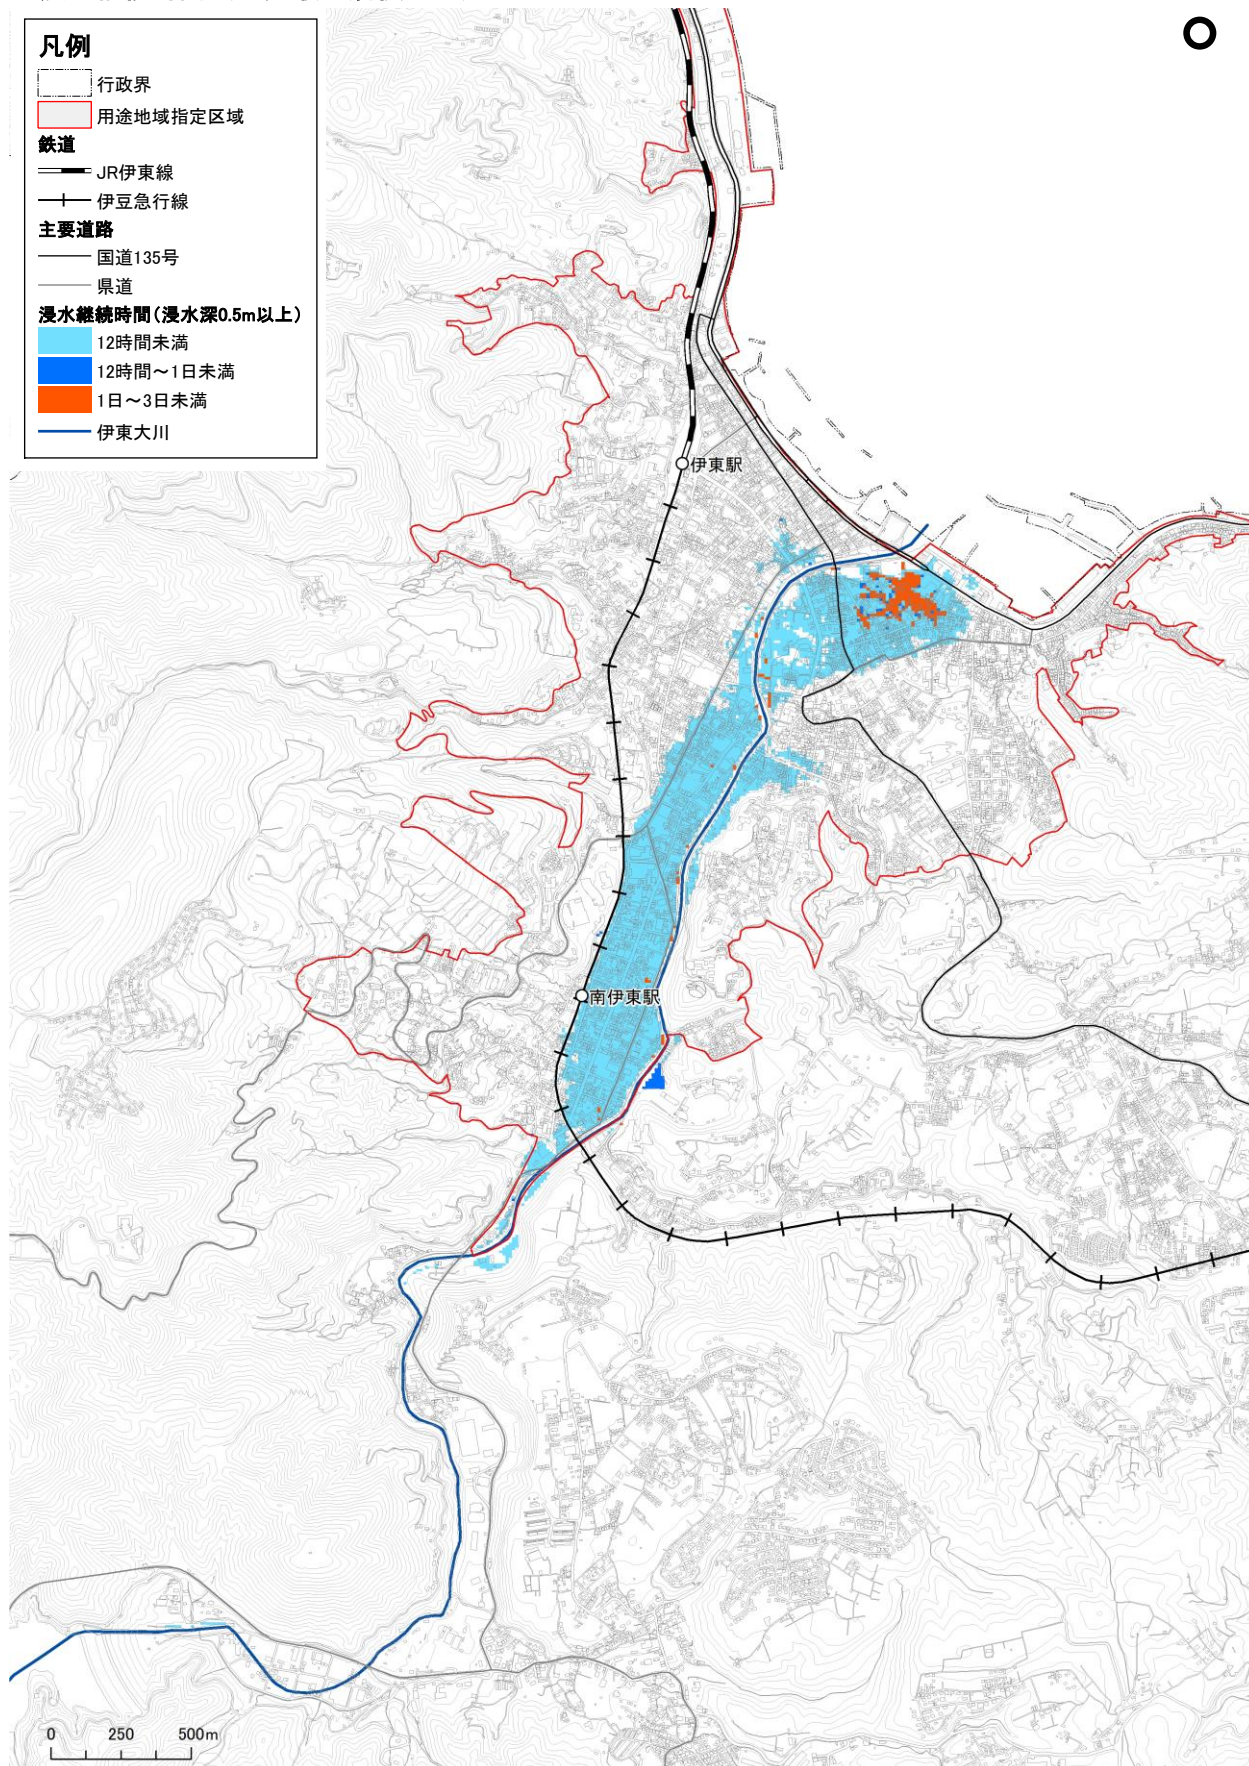 凡例
行政界
用途地域指定区域
鉄道
JR伊東線
伊豆急行線
主要道路
国道135号
県道
浸水継続時間(浸水深0.5m以上)
12時間未満
12時間～1日未満
1日～3日未満
伊東大川
伊東駅
南伊東駅
0 250 500m